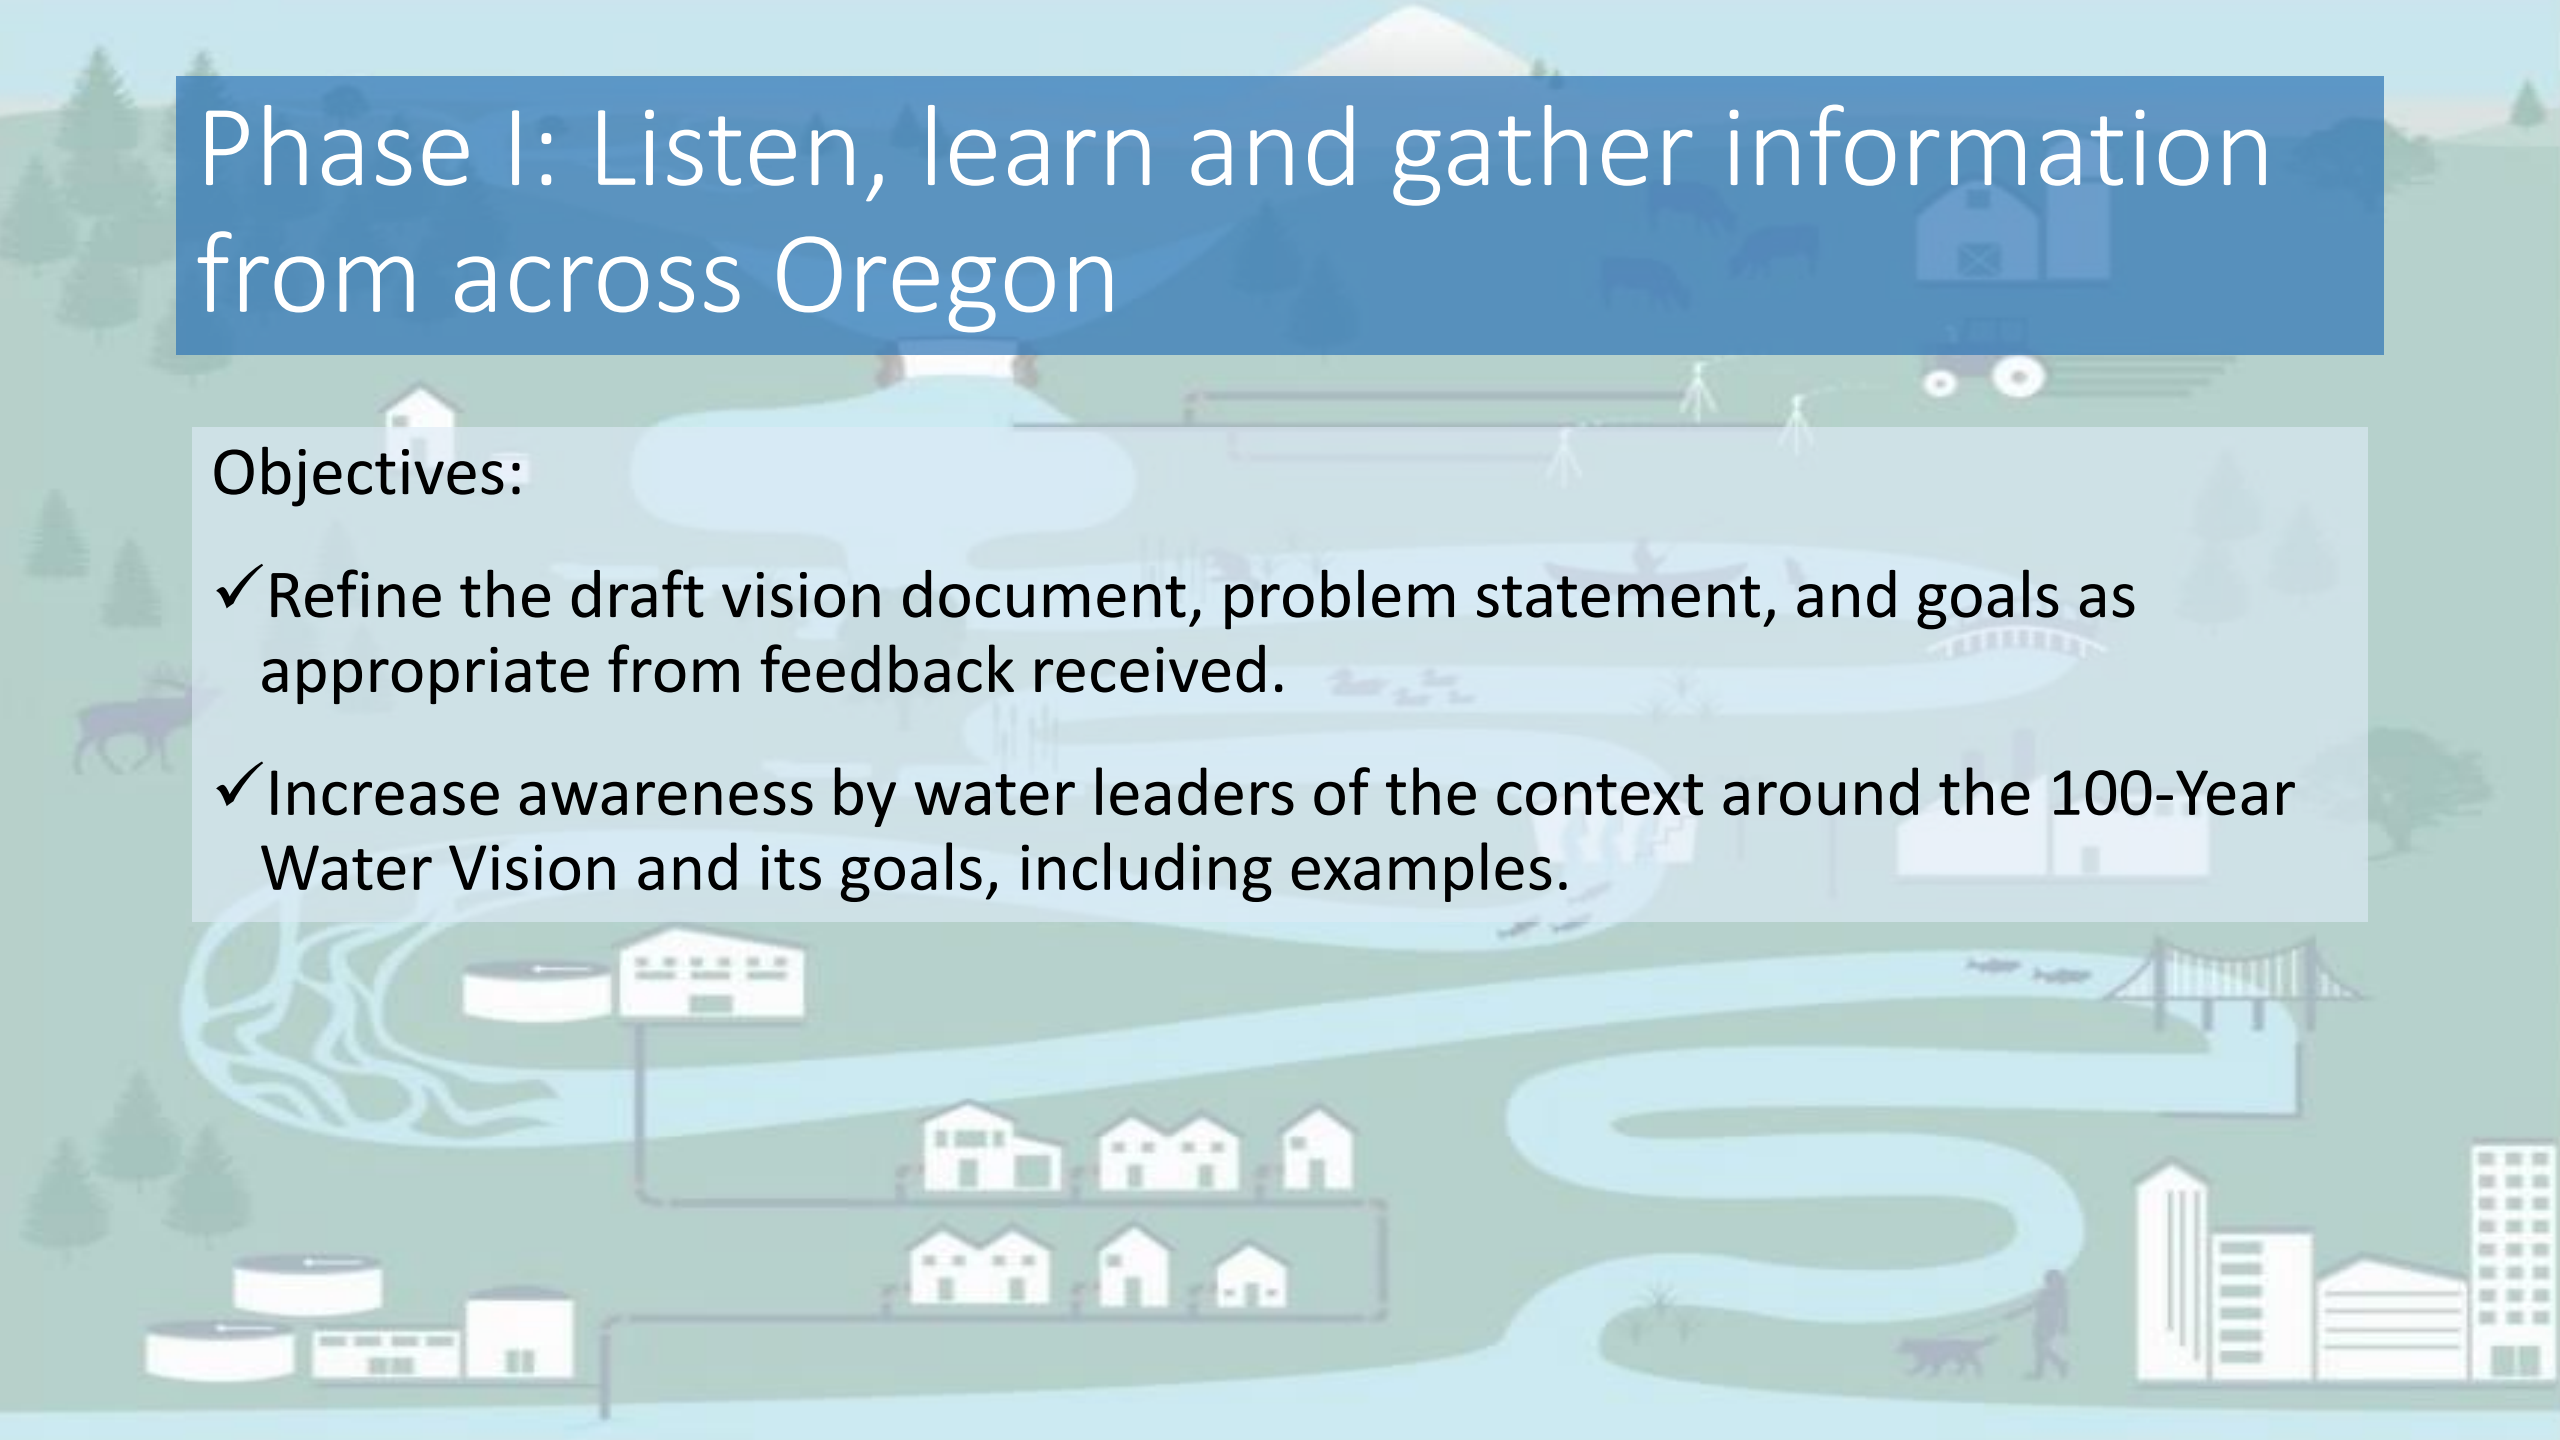 Phase I: Listen, learn and gather information
from across Oregon
Objectives:
✓Refine the draft vision document, problem statement, and goals as
appropriate from feedback received.
✓Increase awareness by water leaders of the context around the 100-Year
Water Vision and its goals, including examples.